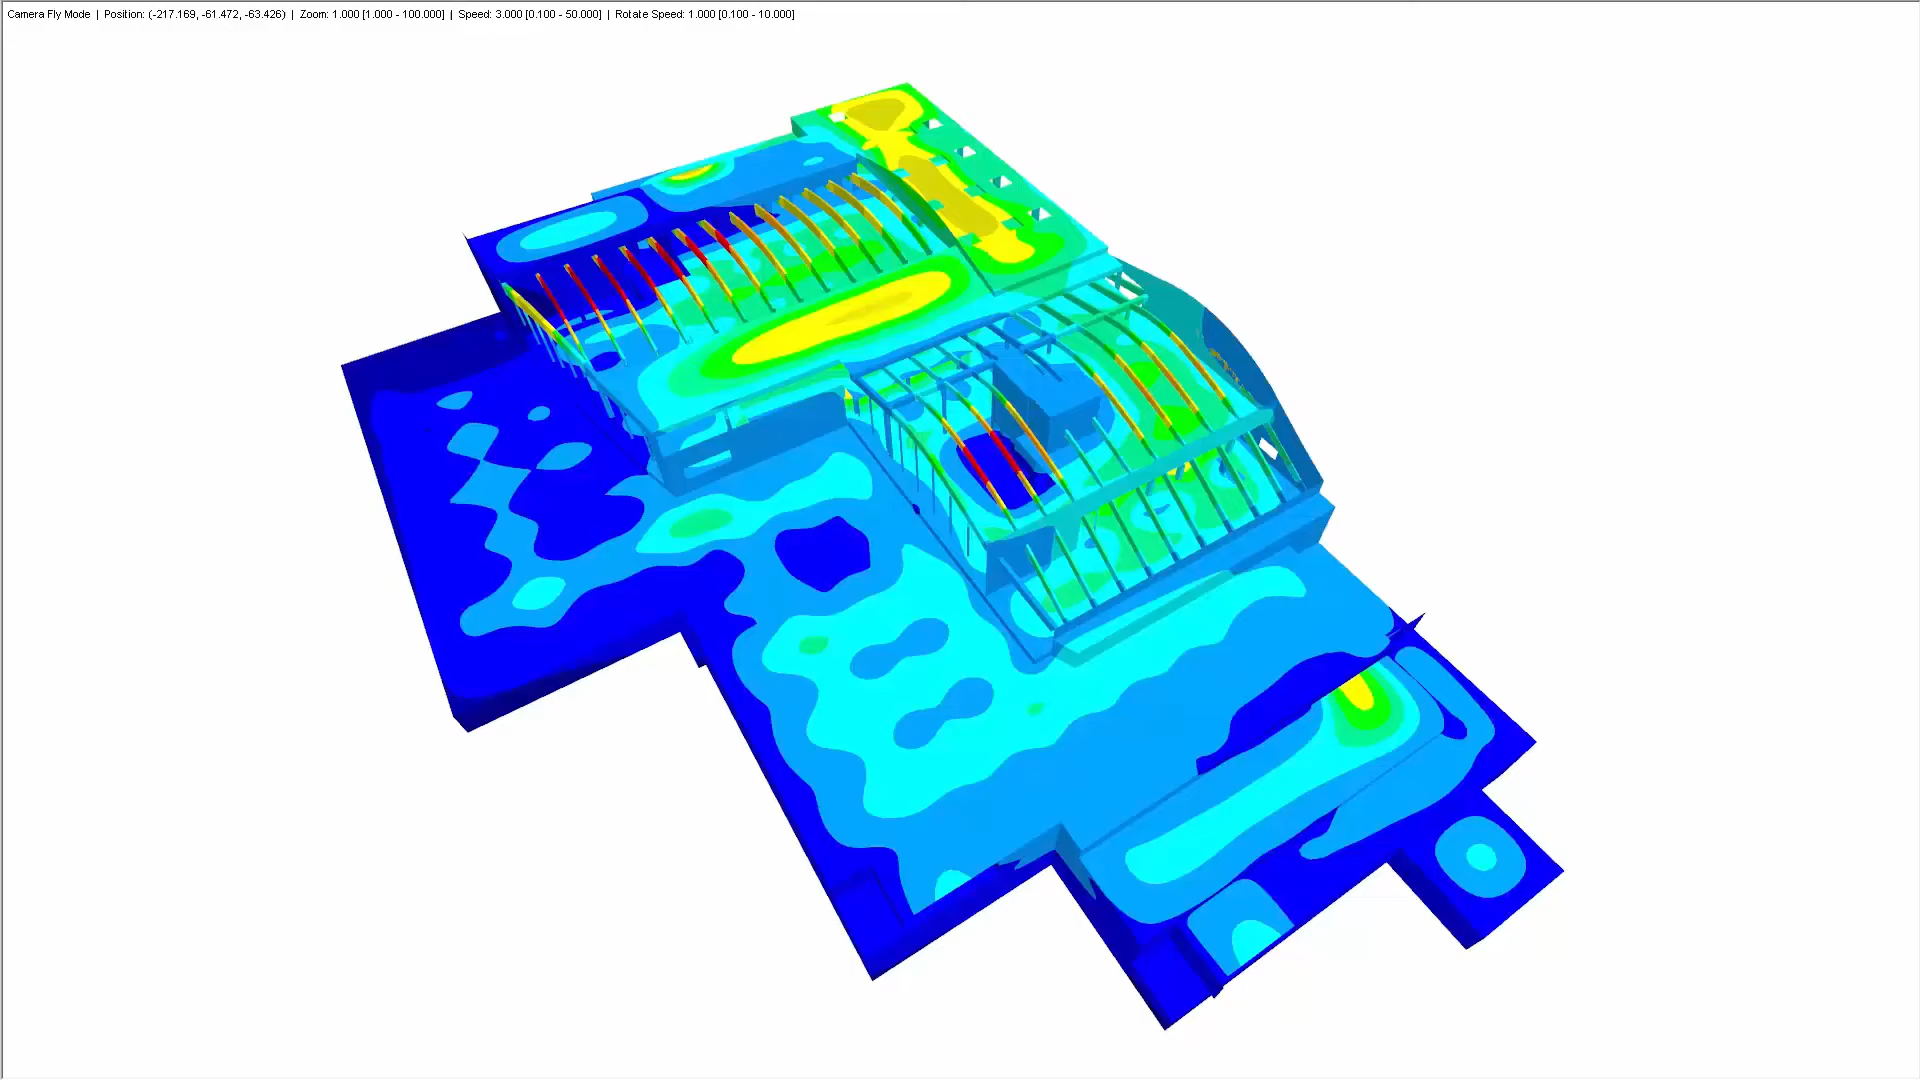 Camera Fly Mode | Position: (-217.169, -61.472, -63.426) | Zoom: 1.000 [1.000 - 100.000] | Speed: 3.000 [0.100 - 50.000] | Rotate Speed: 1.000 [0.100 - 10.000]